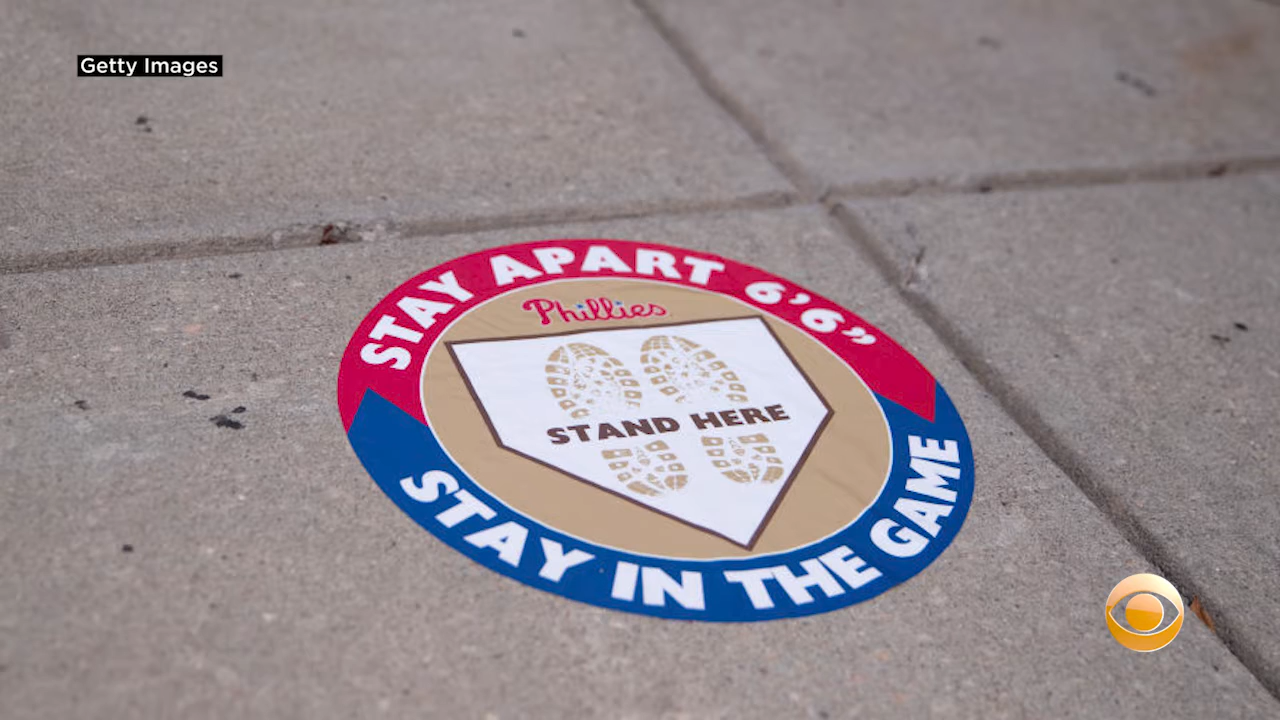 Getty Images
STAY APART 6'6”
Phillies
STAND HERE
STAY IN THE GAME